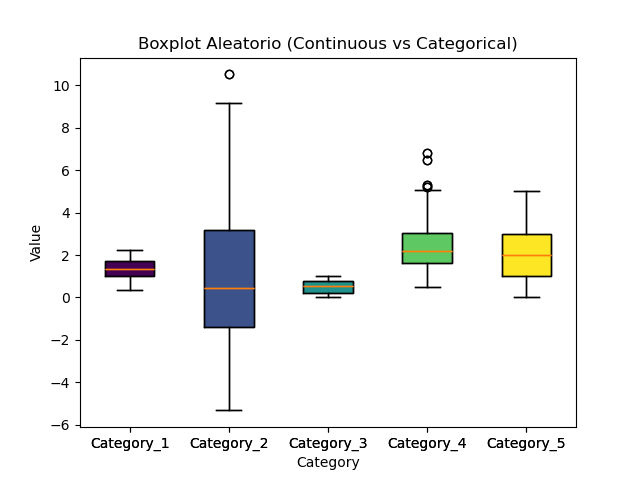 Boxplot Aleatorio (Continuous vs Categorical)
Value
10
8
6
4
2
0
−2
−4
−6
Category_1 Category_2 Category_3 Category_4 Category_5
Category